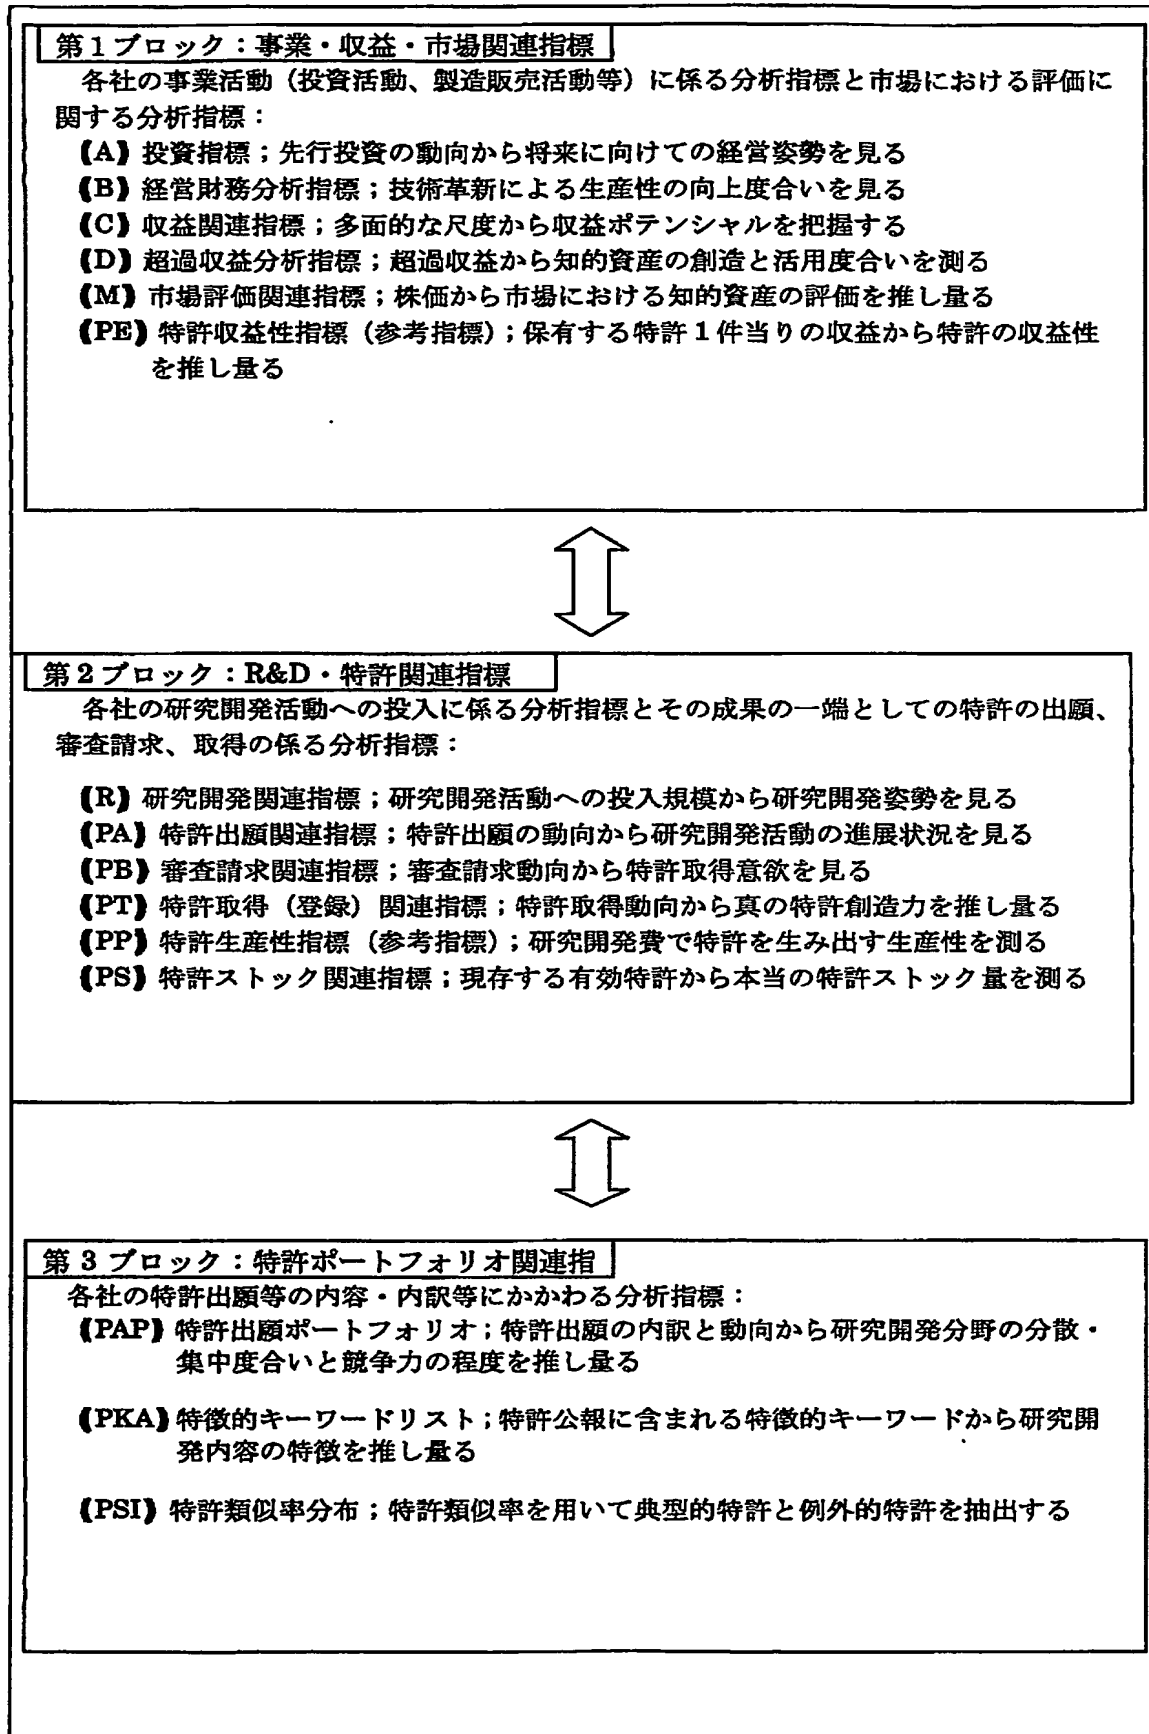 第1ブロック：事業・収益・市場関連指標
各社の事業活動（投資活動、製造販売活動等）に係る分析指標と市場における評価に
関する分析指標：
【A】投資指標；先行投資の動向から将来に向けての経営姿勢を見る
【B】経営財務分析指標；技術革新による生産性の向上度合いを見る
【C】収益関連指標；多面的な尺度から収益ポテンシャルを把握する
【D】超過収益分析指標；超過収益から知的資産の創造と活用度合いを測る
【M】市場評価関連指標；株価から市場における知的資産の評価を推し量る
【PE】特許収益性指標（参考指標）；保有する特許１件当りの収益から特許の収益性
を推し量る
第2ブロック：R&D・特許関連指標
各社の研究開発活動への投入に係る分析指標とその成果の一端としての特許の出願、
審査請求、取得の係る分析指標：
【R】研究開発関連指標；研究開発活動への投入規模から研究開発姿勢を見る
【PA】特許出願関連指標；特許出願の動向から研究開発活動の進展状況を見る
【PB】審査請求関連指標；審査請求動向から特許取得意欲を見る
【PT】特許取得（登録）関連指標；特許取得動向から真の特許創造力を推し量る
【PP】特許生産性指標（参考指標）；研究開発費で特許を生み出す生産性を測る
【PS】特許ストック関連指標；現存する有効特許から本当の特許ストック量を測る
第3ブロック：特許ポートフォリオ関連指
各社の特許出願等の内容・内訳等にかかわる分析指標：
【PAP】特許出願ポートフォリオ；特許出願の内訳と動向から研究開発分野の分散・
集中度合いと競争力の程度を推し量る
【PKA】特徴的キーワードリスト；特許公報に含まれる特徴的キーワードから研究開
発内容の特徴を推し量る
【PSI】特許類似率分布；特許類似率を用いて典型的特許と例外的特許を抽出する